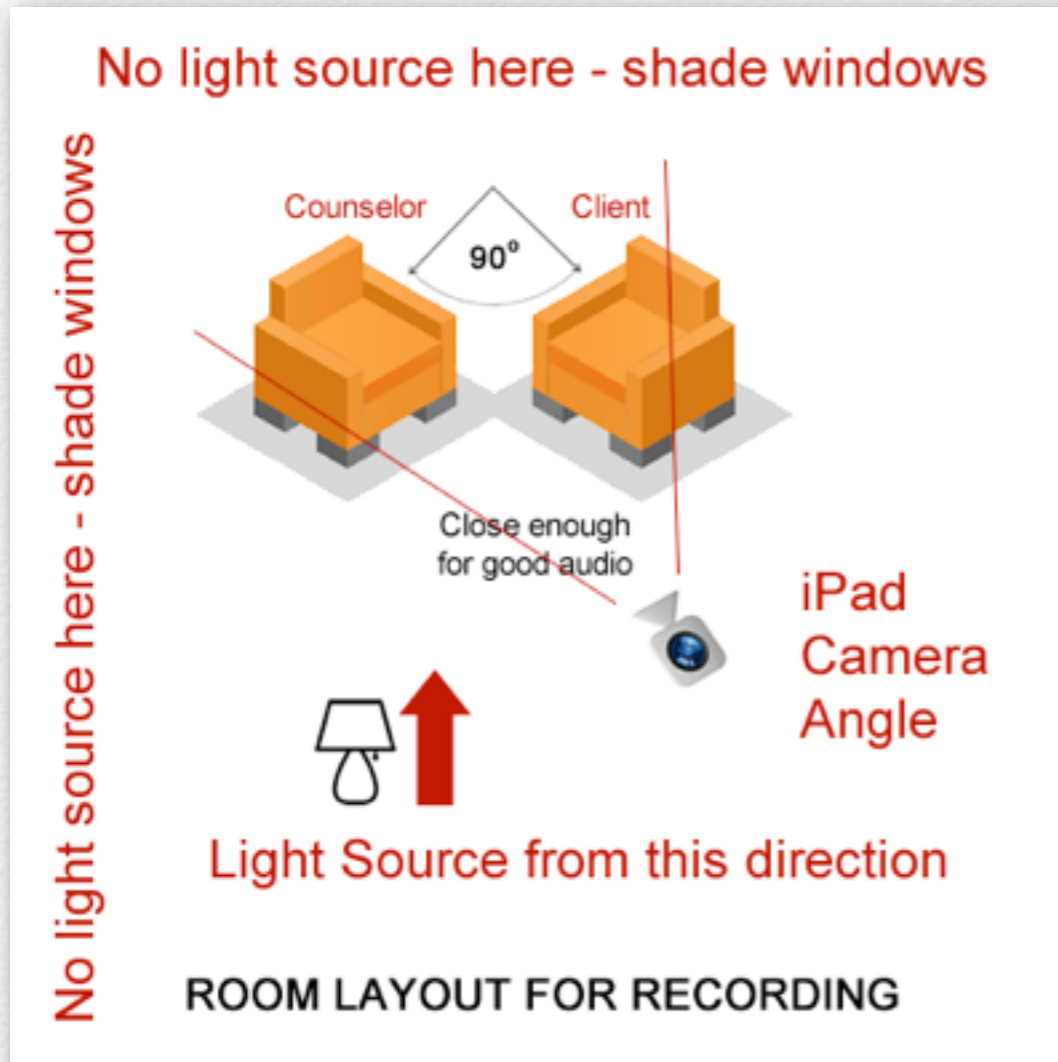 No light source here - shade windows
No light source here - shade windows
Counselor
90°
Client
Close enough
for good audio
iPad
Camera
Angle
Light Source from this direction
ROOM LAYOUT FOR RECORDING